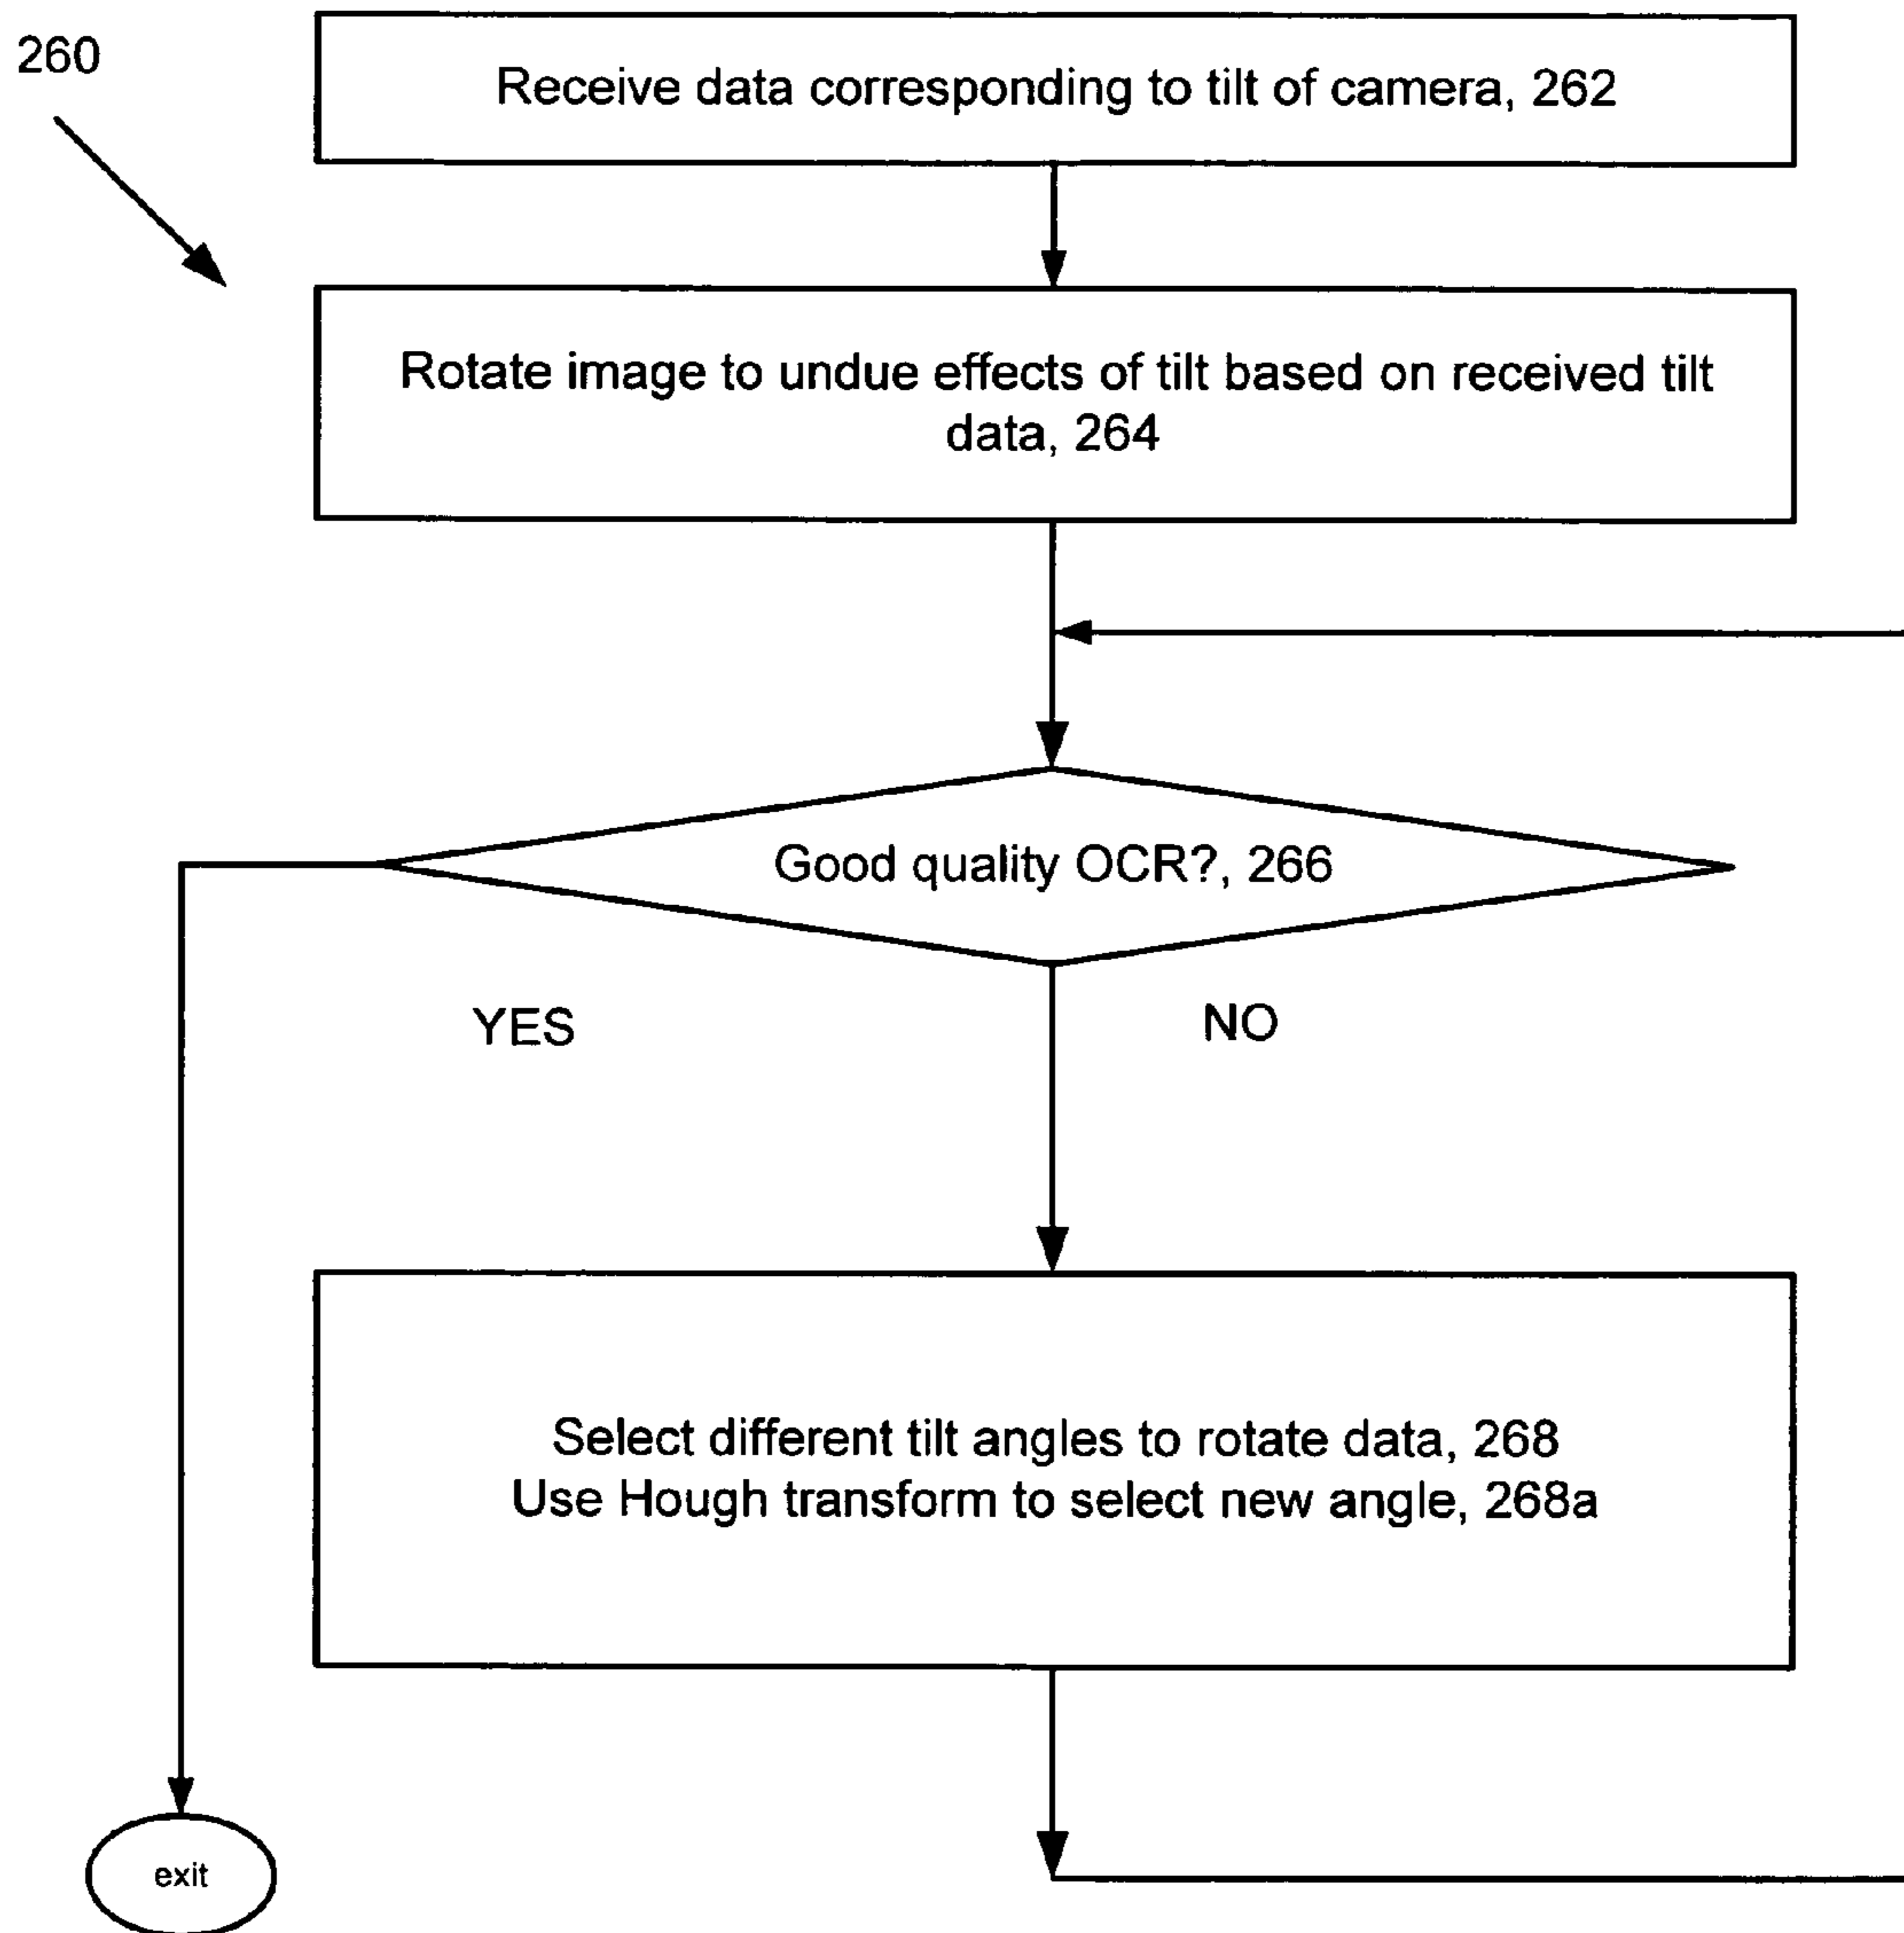 260
Receive data corresponding to tilt of camera, 262
Rotate image to undue effects of tilt based on received tilt
data, 264
Good quality OCR?, 266
YES
NO
Select different tilt angles to rotate data, 268
Use Hough transform to select new angle, 268a
exit